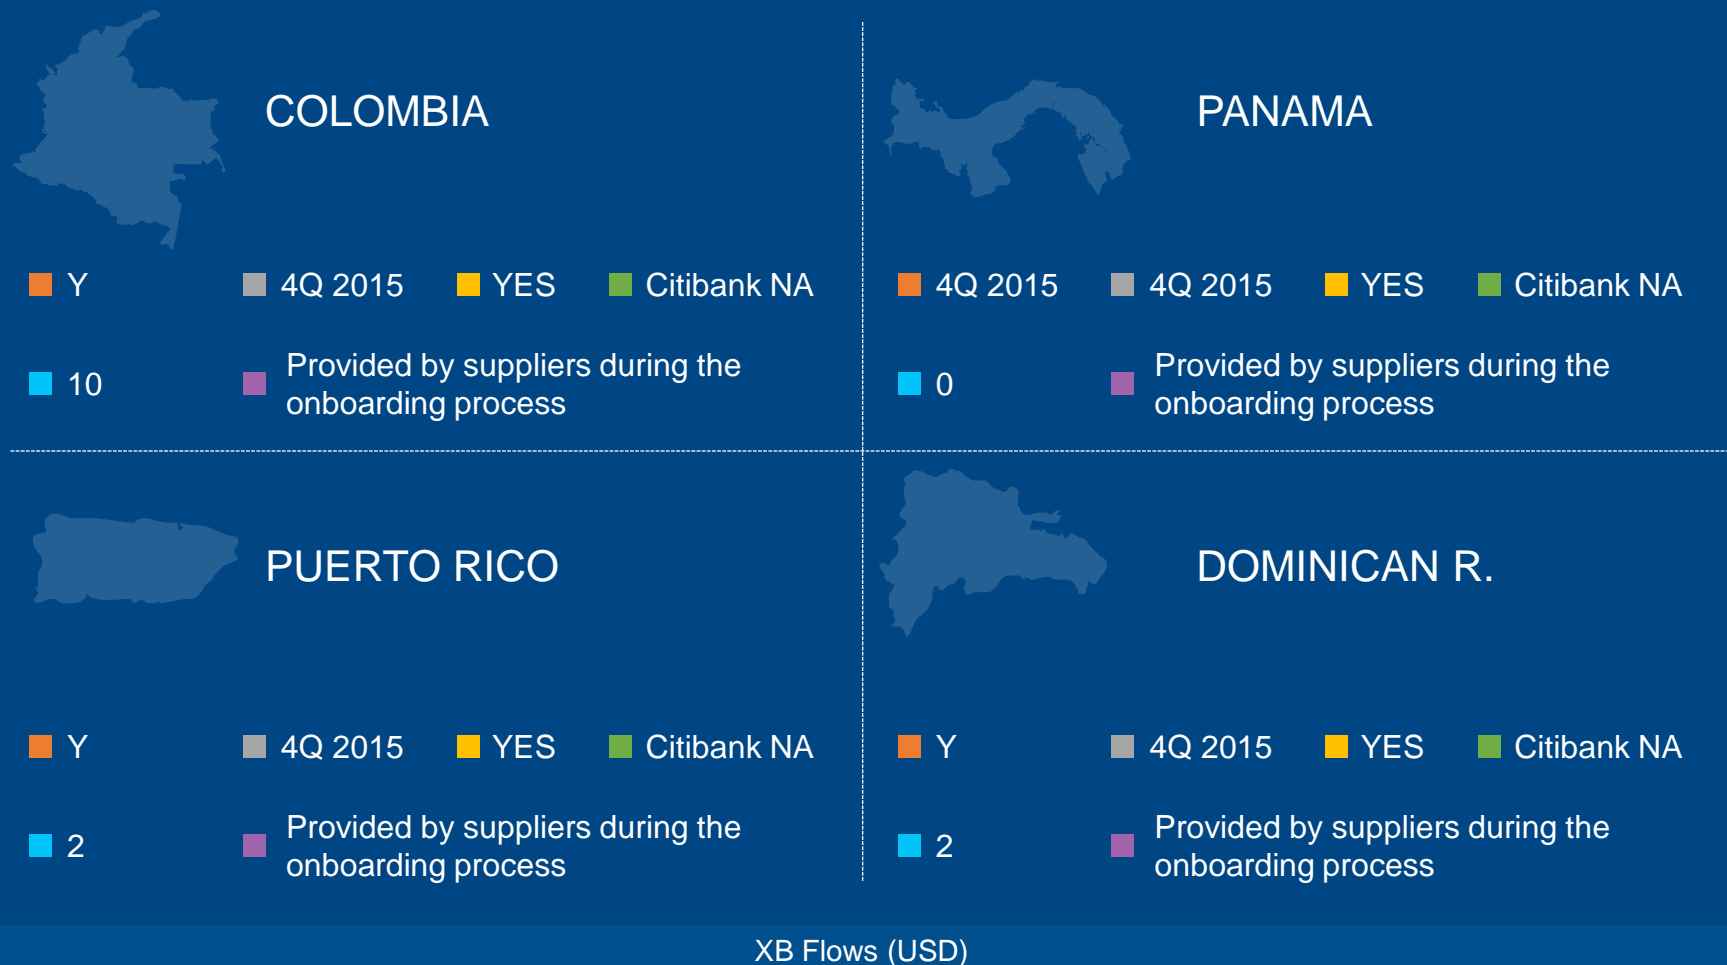 COLOMBIA
Y
4Q 2015
YES
Citibank NA
10
Provided by suppliers during the
onboarding process
PANAMA
4Q 2015
4Q 2015
YES
Citibank NA
0
Provided by suppliers during the
onboarding process
PUERTO RICO
Y
4Q 2015
YES
Citibank NA
2
Provided by suppliers during the
onboarding process
DOMINICAN R.
Y
4Q 2015
YES
Citibank NA
2
Provided by suppliers during the
onboarding process
XB Flows (USD)